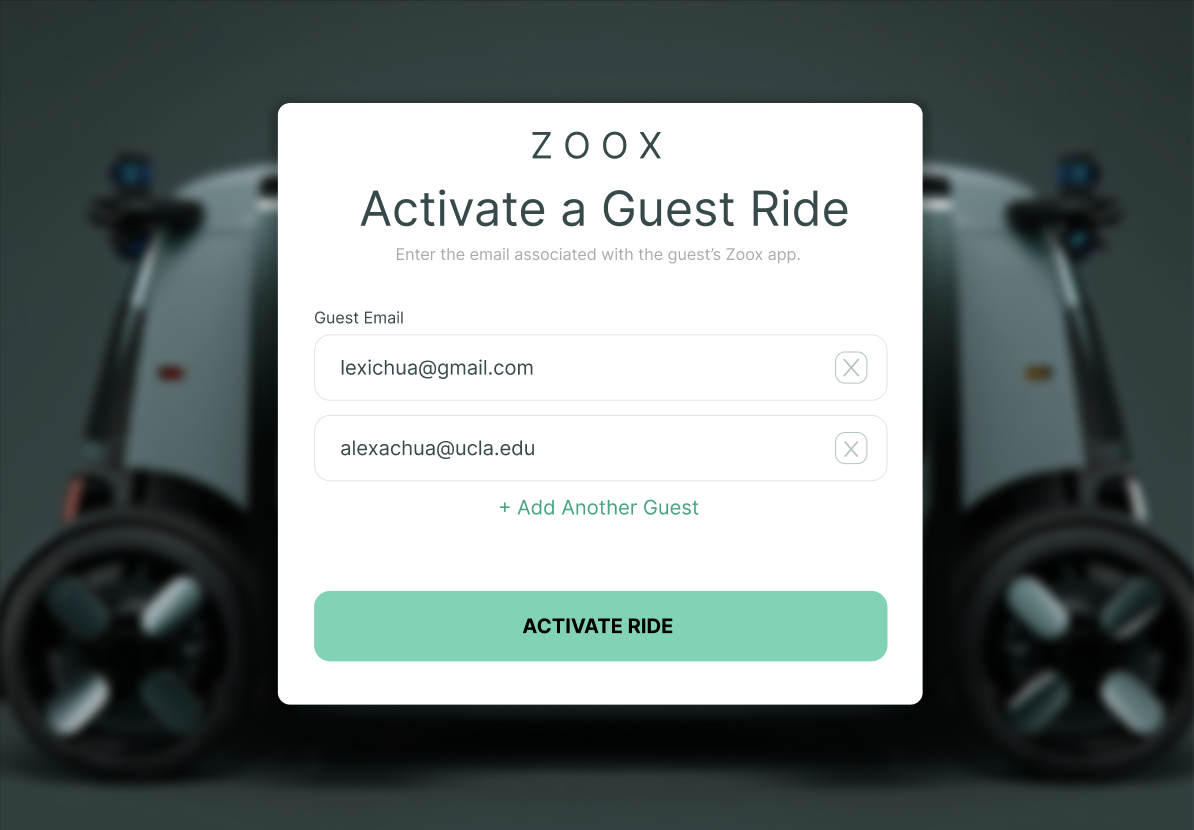 ZOOX
Activate a Guest Ride
Enter the email associated with the guest’s Zoox app.
Guest Email
lexichua@gmail.com
alexachua@ucla.edu
+ Add Another Guest
ACTIVATE RIDE